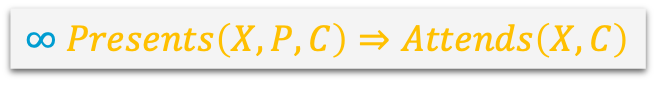 ∞ Presents(X, P, C) ⇒ Attends(X, C)